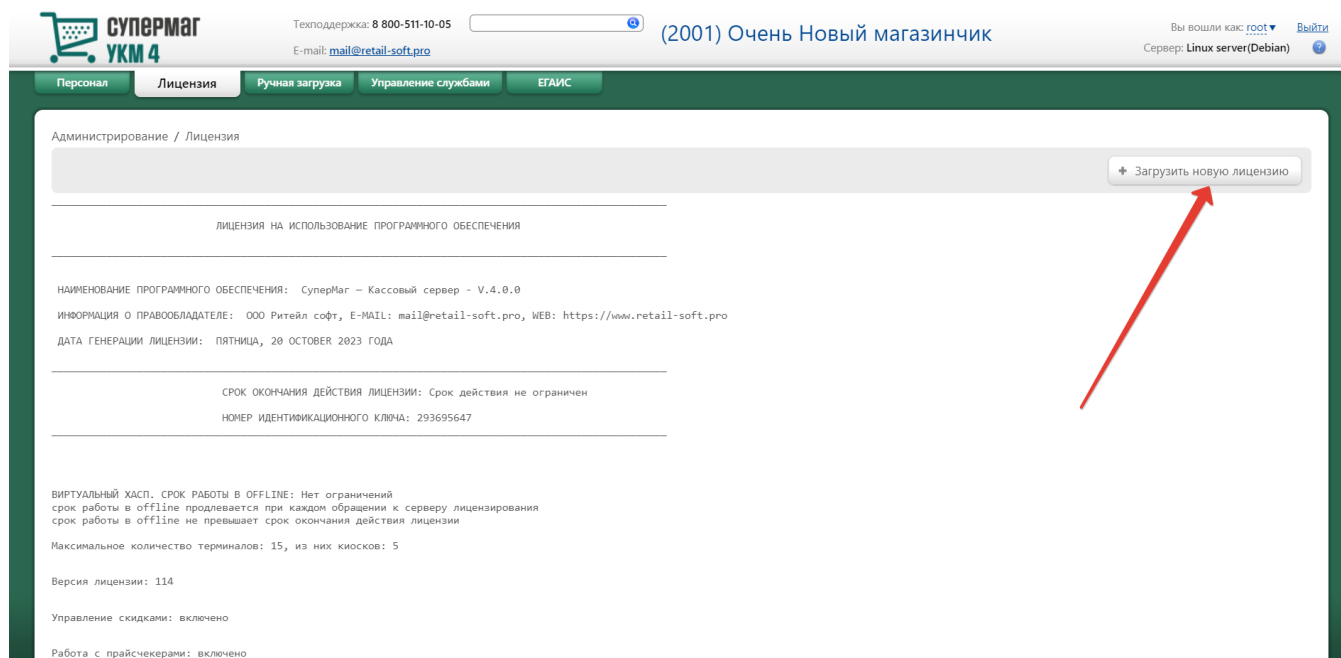 СУПЕРМАГ
УКМ 4
Техподдержка: 8 800-511-10-05
E-mail: mail@retail-soft.pro
(2001) Очень Новый магазинчик
Вы вошли как: root▼ Выйти
Сервер: Linux server(Debian) ?
Персонал Лицензия Ручная загрузка Управление службами ЕГАИС
Администрирование / Лицензия
+ Загрузить новую лицензию
ЛИЦЕНЗИЯ НА ИСПОЛЬЗОВАНИЕ ПРОГРАММНОГО ОБЕСПЕЧЕНИЯ
НАИМЕНОВАНИЕ ПРОГРАММНОГО ОБЕСПЕЧЕНИЯ: СуперМаг — Кассовый сервер - V.4.0.0
ИНФОРМАЦИЯ О ПРАВООБЛАДАТЕЛЕ: ООО Ритейл софт, E-MAIL: mail@retail-soft.pro, WEB: https://www.retail-soft.pro
ДАТА ГЕНЕРАЦИИ ЛИЦЕНЗИИ: ПЯТНИЦА, 20 OCTOBER 2023 ГОДА
СРОК ОКОНЧАНИЯ ДЕЙСТВИЯ ЛИЦЕНЗИИ: Срок действия не ограничен
НОМЕР ИДЕНТИФИКАЦИОННОГО КЛЮЧА: 293695647
ВИРТУАЛЬНЫЙ ХАСП. СРОК РАБОТЫ В OFFLINE: Нет ограничений
срок работы в offline продлевается при каждом обращении к серверу лицензирования
срок работы в offline не превышает срок окончания действия лицензии
Максимальное количество терминалов: 15, из них киосков: 5
Версия лицензии: 114
Управление скидками: включено
Работа с прайсчекерами: включено